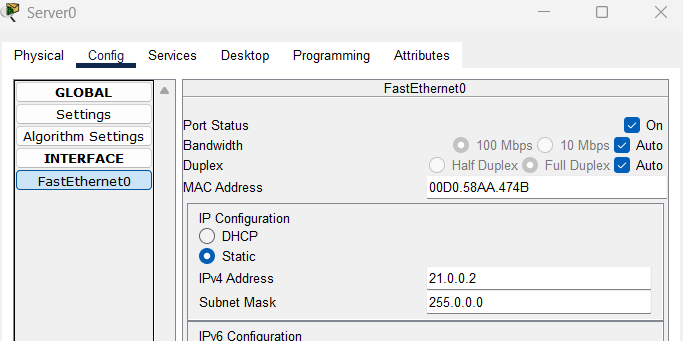 Server0
Physical Config Services Desktop Programming Attributes
GLOBAL
Settings
Algorithm Settings
INTERFACE
FastEthernet0
FastEthernet0
Port Status On
Bandwidth 100 Mbps 10 Mbps Auto
Duplex Half Duplex Full Duplex Auto
MAC Address 00D0.58AA.474B
IP Configuration
DHCP
Static
IPv4 Address 21.0.0.2
Subnet Mask 255.0.0.0
IPv6 Configuration